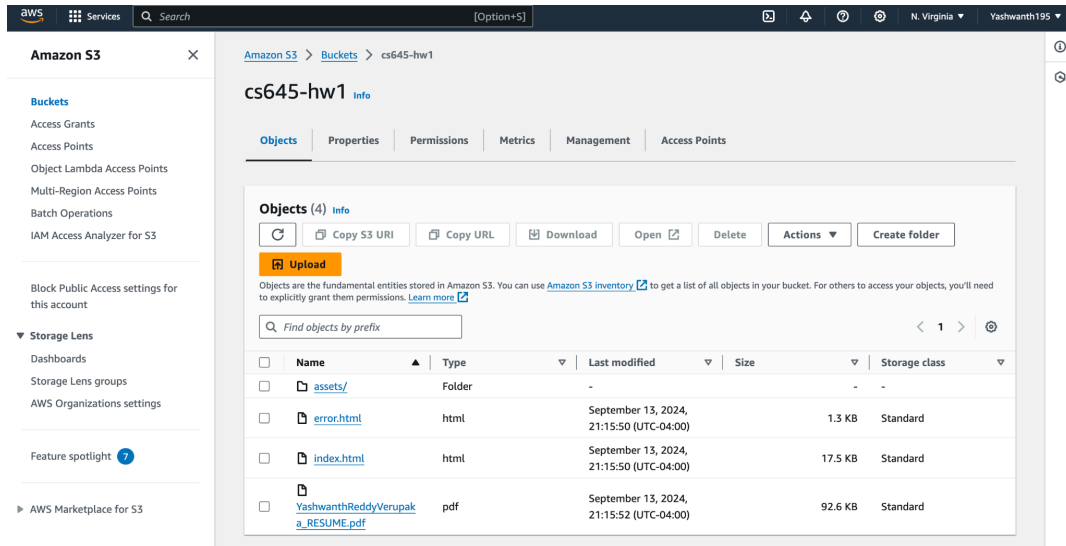 aws Services Search [Option+S] N. Virginia ▼ Yashwanth195 ▼
Amazon S3
Buckets
Access Grants
Access Points
Object Lambda Access Points
Multi-Region Access Points
Batch Operations
IAM Access Analyzer for S3
Block Public Access settings for
this account
▼ Storage Lens
Dashboards
Storage Lens groups
AWS Organizations settings
Feature spotlight 7
▶ AWS Marketplace for S3
Amazon S3 > Buckets > cs645-hw1
cs645-hw1 Info
Objects Properties Permissions Metrics Management Access Points
Objects (4) Info
Copy S3 URI Copy URL Download Open Delete Actions ▼ Create folder
Upload
Objects are the fundamental entities stored in Amazon S3. You can use Amazon S3 inventory to get a list of all objects in your bucket. For others to access your objects, you'll need
to explicitly grant them permissions. Learn more
Find objects by prefix < 1 >
Name ▲ Type Last modified Size Storage class
assets/ Folder - - -
error.html html September 13, 2024, 1.3 KB Standard
21:15:50 (UTC-04:00)
index.html html September 13, 2024, 17.5 KB Standard
21:15:50 (UTC-04:00)
YashwanthReddyVerupak pdf September 13, 2024, 92.6 KB Standard
a_RESUME.pdf 21:15:52 (UTC-04:00)